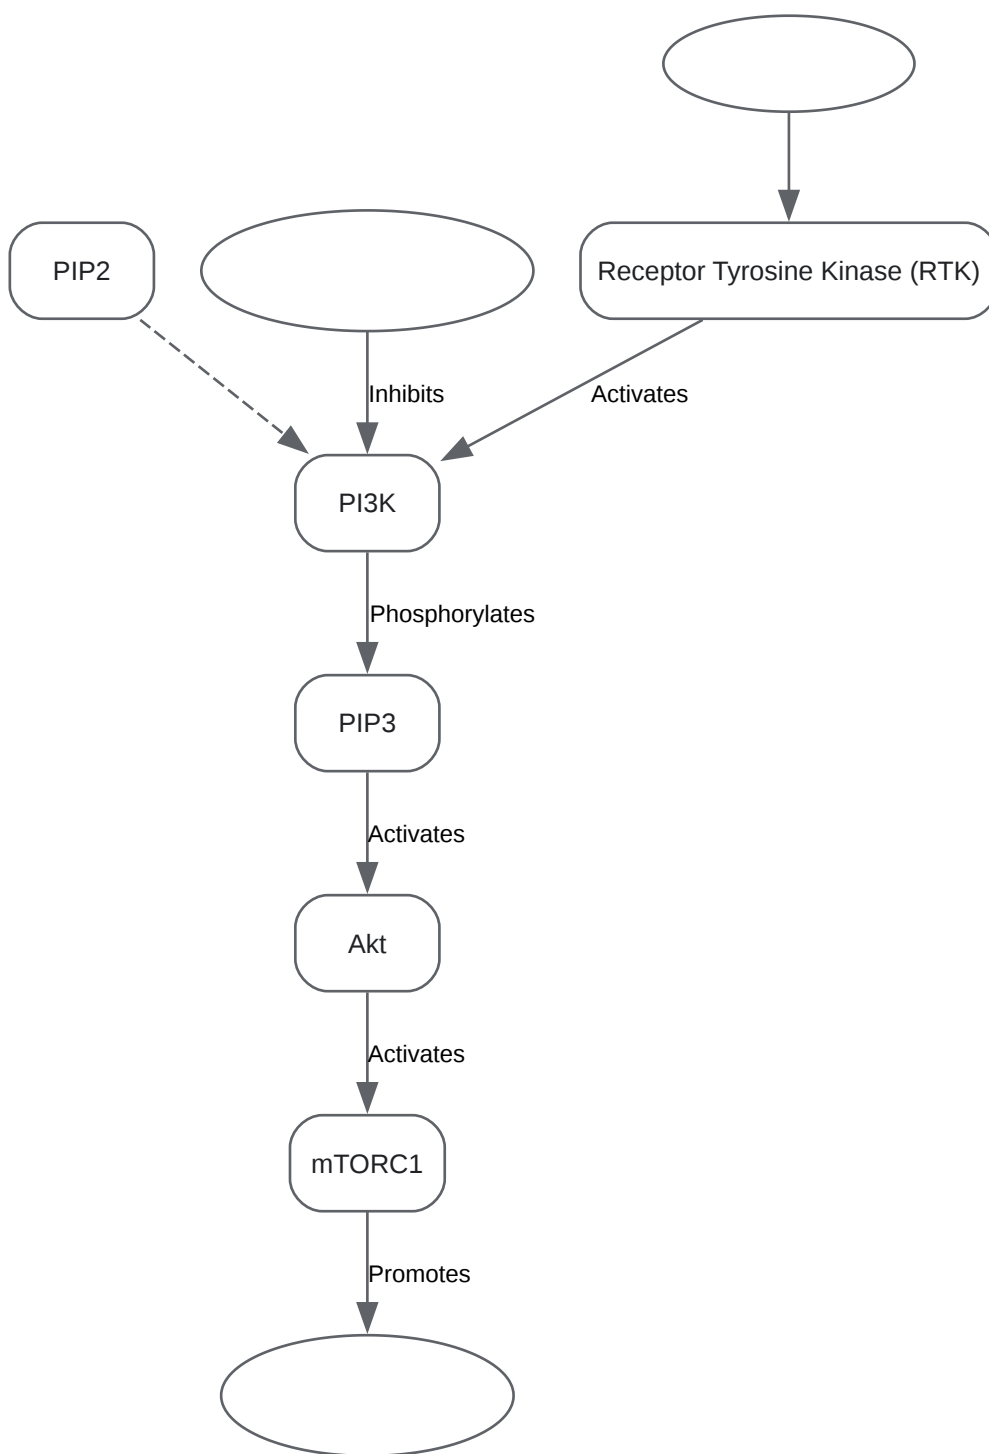 PIP2
Receptor Tyrosine Kinase (RTK)
Inhibits
Activates
PI3K
Phosphorylates
PIP3
Activates
Akt
Activates
mTORC1
Promotes